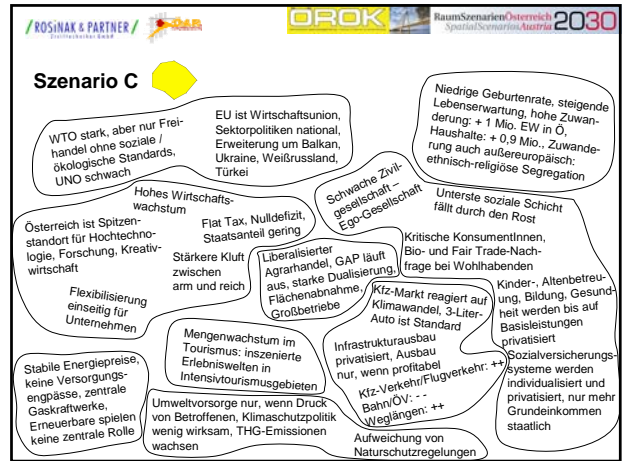 / ROSiNAK & PARTNER /
ÖROK
RaumSzenarienÖsterreich
SpatialScenariosAustria
2030
Szenario C
WTO stark, aber nur Frei-
handel ohne soziale /
ökologische Standards,
UNO schwach
EU ist Wirtschaftsunion,
Sektorpolitiken national,
Erweiterung um Balkan,
Ukraine, Weißrussland,
Türkei
Niedrige Geburtenrate, steigende
Lebenserwartung, hohe Zuwan-
derung: + 1 Mio. EW in Ö,
Haushalte: + 0,9 Mio., Zuwande-
rung auch außereuropäisch:
ethnisch-religiöse Segregation
Hohes Wirtschafts-
wachstum
Österreich ist Spitzen-
standort für Hochtechno-
logie, Forschung, Kreativ-
wirtschaft
Flat Tax, Nulldefizit,
Staatsanteil gering
Stärkere Kluft
zwischen
arm und reich
Flexibilisierung
einseitig für
Unternehmen
Schwache Zivil-
gesellschaft –
Ego-Gesellschaft
Unterste soziale Schicht
fällt durch den Rost
Kritische KonsumentInnen,
Bio- und Fair Trade-Nach-
frage bei Wohlhabenden
Kinder-, Altenbetreu-
ung, Bildung, Gesund-
heit werden bis auf
Basisleistungen
privatisiert
Sozialversicherungs-
systeme werden
individualisiert und
privatisiert, nur mehr
Grundeinkommen
staatlich
Liberalisierter
Agrarhandel, GAP läuft
aus, starke Dualisierung,
Flächenabnahme,
Großbetriebe
Kfz-Markt reagiert auf
Klimawandel, 3-Liter-
Auto ist Standard
Infrastrukturausbau
privatisiert, Ausbau
nur, wenn profitabel
Kfz-Verkehr/Flugverkehr: ++
Bahn/ÖV: - -
Weglängen: ++
Mengenwachstum im
Tourismus: inszenierte
Erlebniswelten in
Intensivtourismusgebieten
Stabile Energiepreise,
keine Versorgungs-
engpässe, zentrale
Gaskraftwerke,
Erneuerbare spielen
keine zentrale Rolle
Umweltvorsorge nur, wenn Druck
von Betroffenen, Klimaschutzpolitik
wenig wirksam, THG-Emissionen
wachsen
Aufweichung von
Naturschutzregelungen